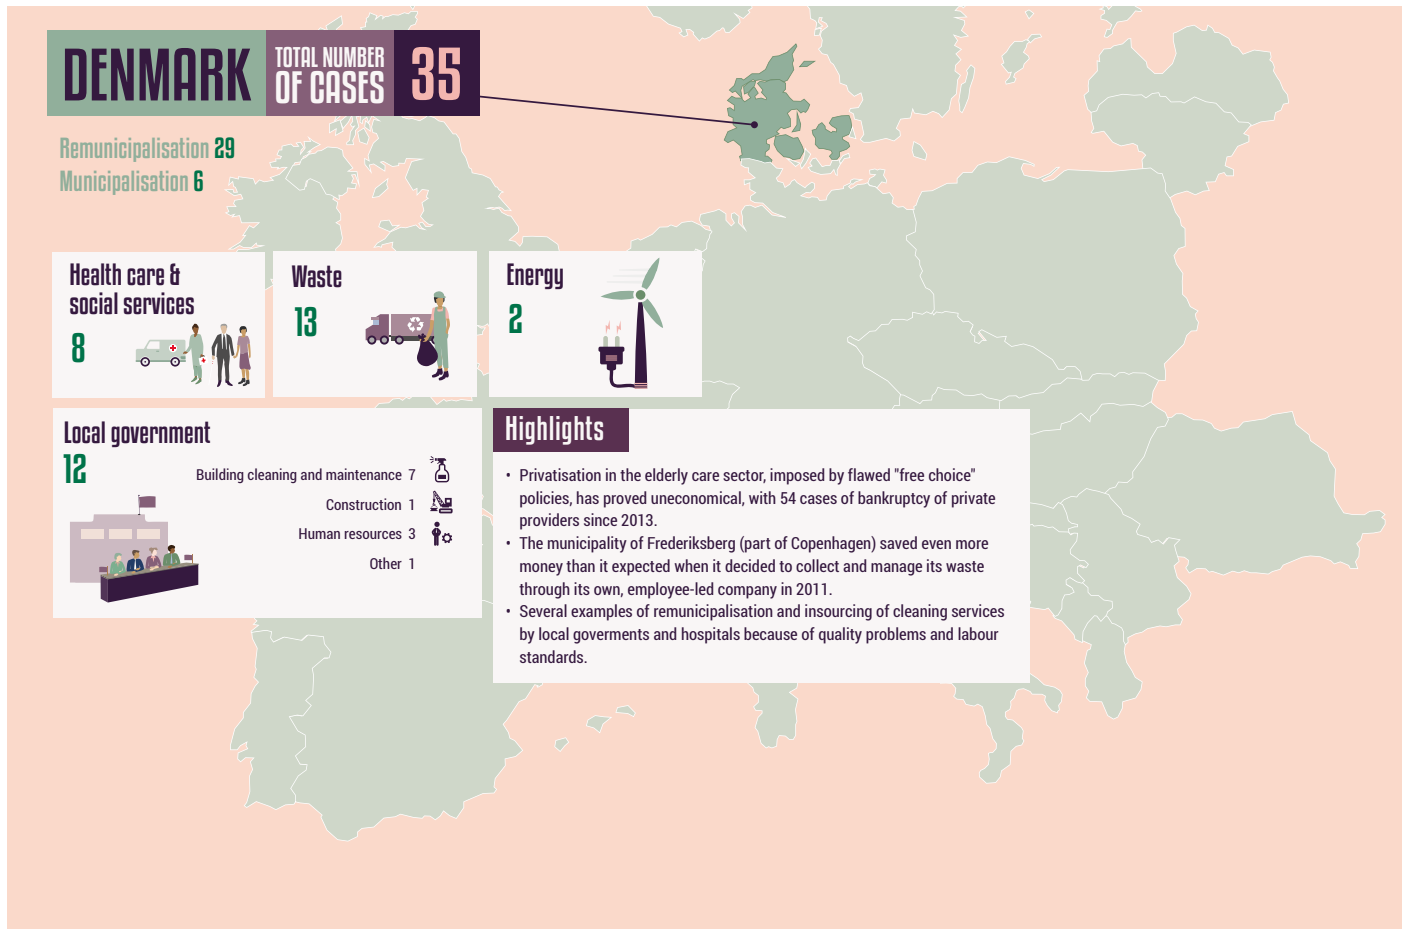 DENMARK
TOTAL NUMBER
OF CASES
35
Remunicipalisation 29
Municipalisation 6
Health care &
social services
8
Waste
13
Energy
2
Local government
12
Building cleaning and maintenance 7
Construction 1
Human resources 3
Other 1
Highlights
• Privatisation in the elderly care sector, imposed by flawed "free choice"
policies, has proved uneconomical, with 54 cases of bankruptcy of private
providers since 2013.
• The municipality of Frederiksberg (part of Copenhagen) saved even more
money than it expected when it decided to collect and manage its waste
through its own, employee-led company in 2011.
• Several examples of remunicipalisation and insourcing of cleaning services
by local goverments and hospitals because of quality problems and labour
standards.